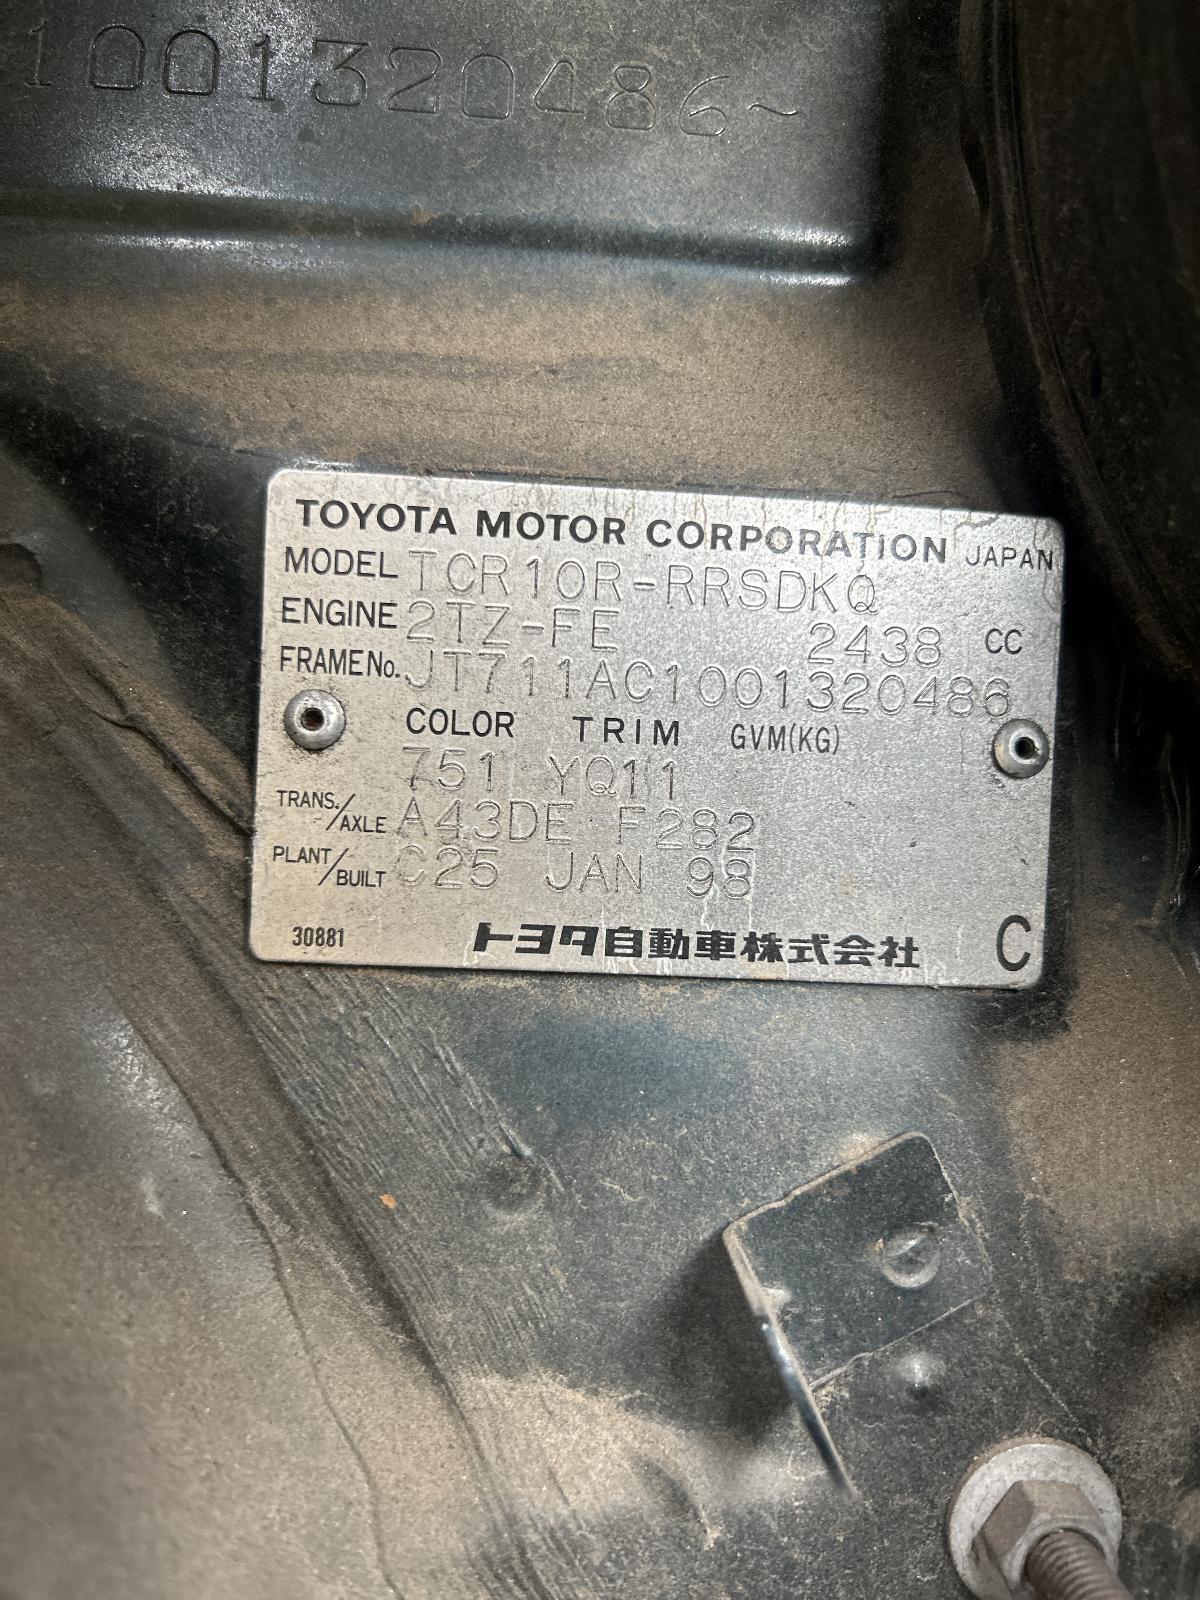 1001320486~
TOYOTA MOTOR CORPORATION JAPAN
MODEL TCR10R-RRSDKQ
ENGINE 2TZ-FE 2438 CC
FRAME No. JT711AC1001320486
COLOR TRIM GVM(KG)
751 YQ11
TRANS./AXLE A43DE F282
PLANT/BUILT C25 JAN 98
30881 トヨタ自動車株式会社 C